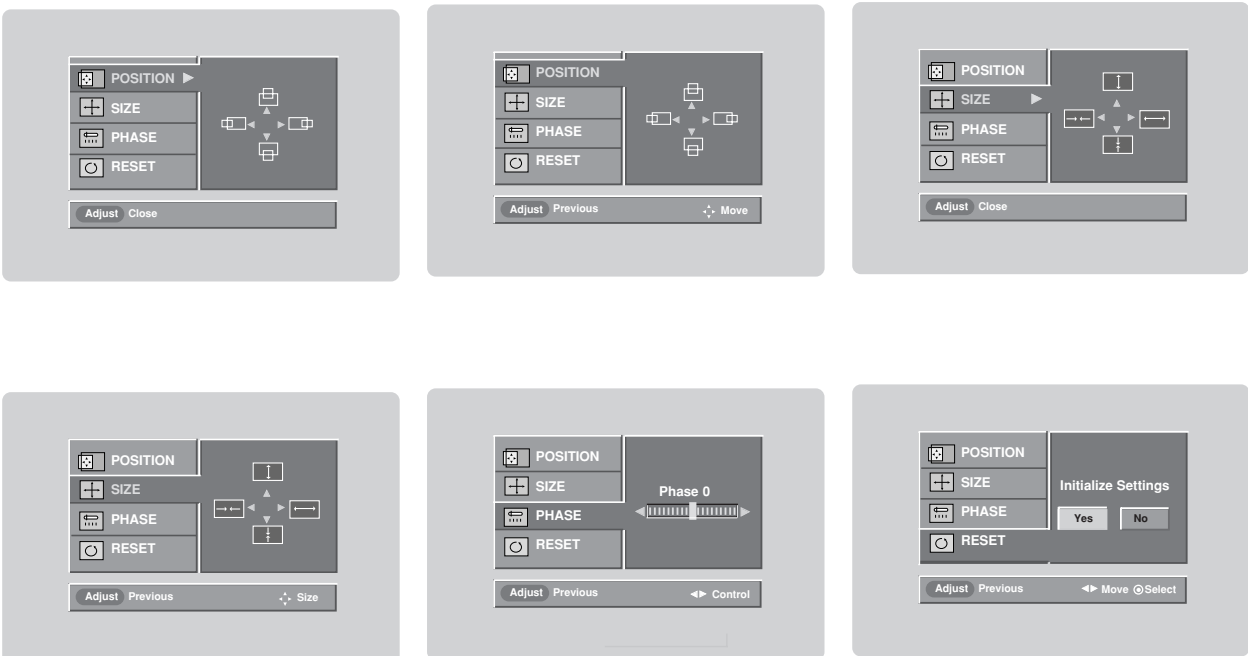 POSITION
SIZE
PHASE
RESET
Adjust Close
POSITION
SIZE
PHASE
RESET
Adjust Previous Move
POSITION
SIZE
PHASE
RESET
Adjust Close
POSITION
SIZE
PHASE
RESET
Adjust Previous Size
POSITION
SIZE
PHASE
RESET
Phase 0
Adjust Previous Control
POSITION
SIZE
PHASE
RESET
Initialize Settings
Yes No
Adjust Previous Move Select